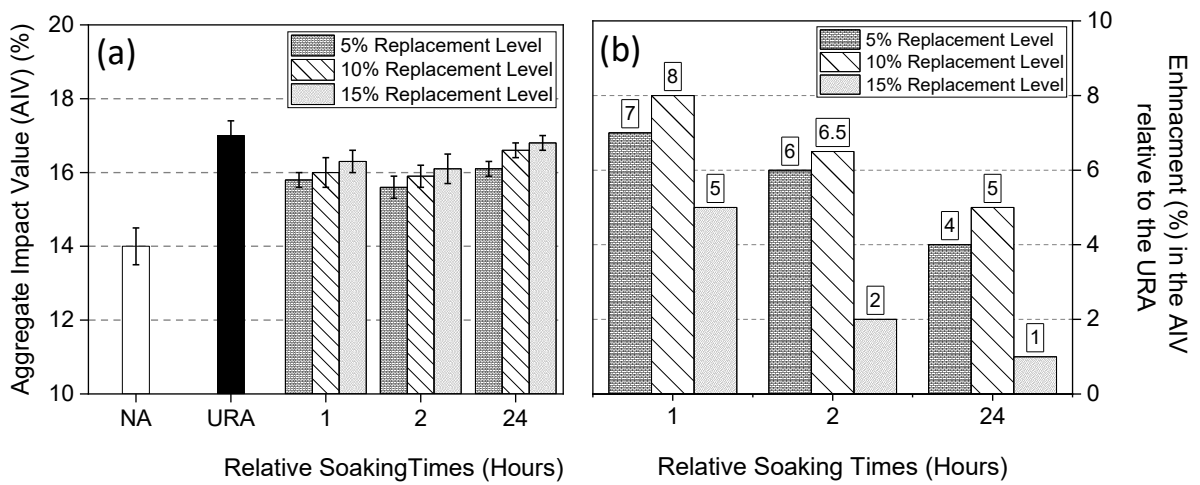 (a)
5% Replacement Level
10% Replacement Level
15% Replacement Level
Aggregate Impact Value (AIV) (%)
20
18
16
14
12
10
NA
URA
1
2
24
Relative SoakingTimes (Hours)
(b)
5% Replacement Level
10% Replacement Level
15% Replacement Level
7
8
5
6
6.5
2
4
5
1
10
8
6
4
2
0
Enhnacment (%) in the AIV
relative to the URA
1
2
24
Relative Soaking Times (Hours)